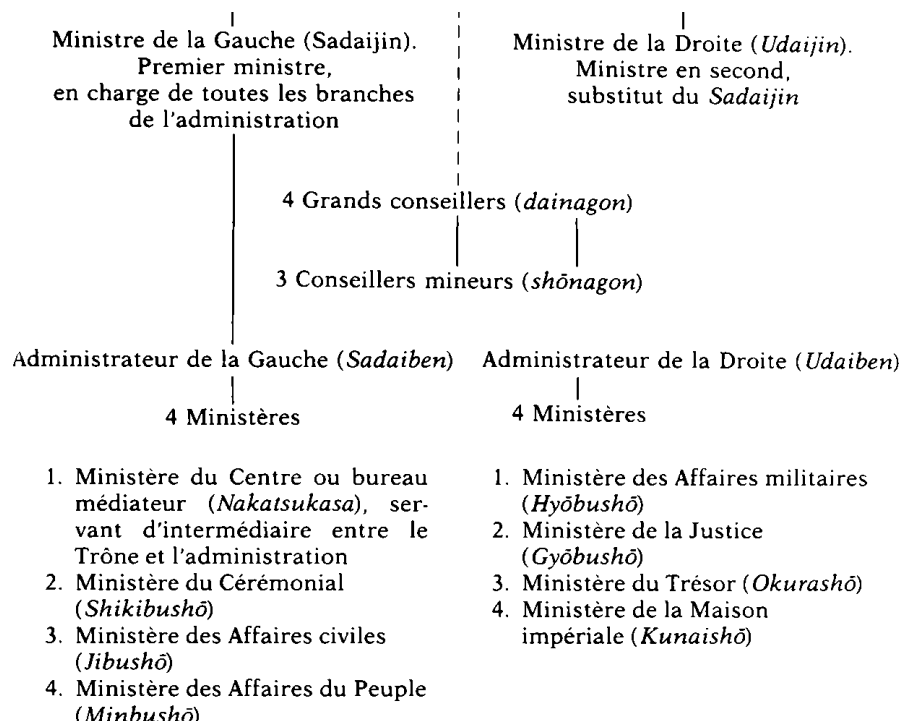 Ministre de la Gauche (Sadaijin).
Premier ministre,
en charge de toutes les branches
de l'administration
Ministre de la Droite (Udaijin).
Ministre en second,
substitut du Sadaijin
4 Grands conseillers (dainagon)
3 Conseillers mineurs (shōnagon)
Administrateur de la Gauche (Sadaiben)
4 Ministères
1. Ministère du Centre ou bureau
médiateur (Nakatsukasa), ser-
vant d'intermédiaire entre le
Trône et l'administration
2. Ministère du Cérémonial
(Shikibushō)
3. Ministère des Affaires civiles
(Jibushō)
4. Ministère des Affaires du Peuple
(Minbushō)
Administrateur de la Droite (Udaiben)
4 Ministères
1. Ministère des Affaires militaires
(Hyōbushō)
2. Ministère de la Justice
(Gyōbushō)
3. Ministère du Trésor (Okurashō)
4. Ministère de la Maison
impériale (Kunaishō)